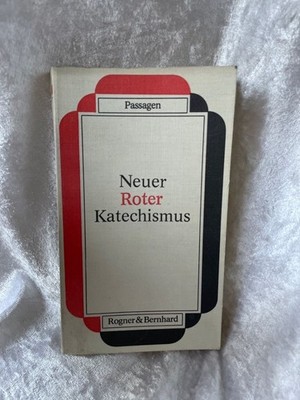 Passagen
Neuer
Roter
Katechismus
Rogner & Bernhard